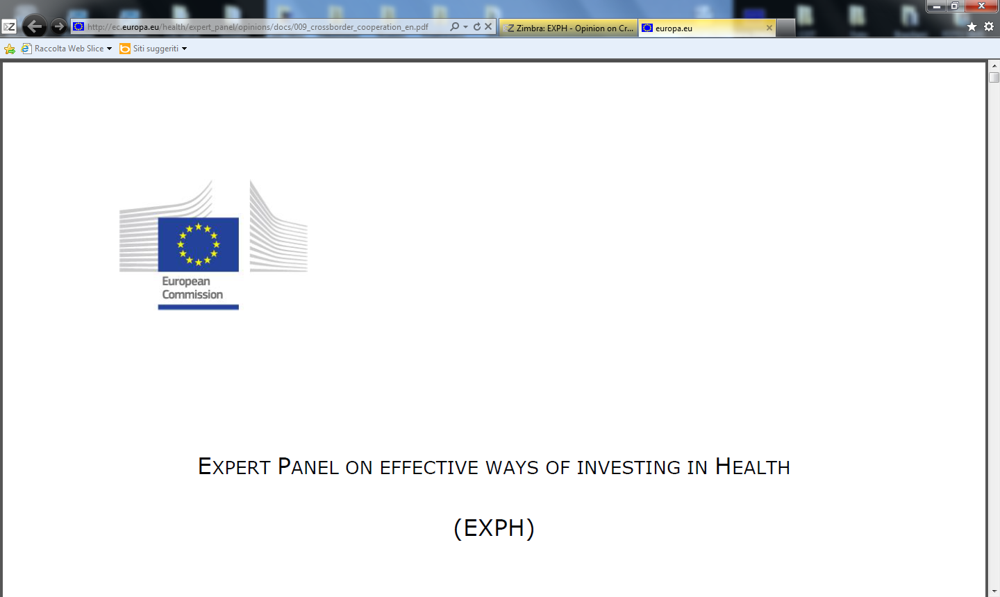 http://ec.europa.eu/health/expert_panel/opinions/docs/009_crossborder_cooperation_en.pdf
Zimbra: EXPH - Opinion on Cr...
europa.eu
Raccolta Web Slice
Siti suggeriti
European
Commission
EXPERT PANEL ON EFFECTIVE WAYS OF INVESTING IN HEALTH
(EXPH)